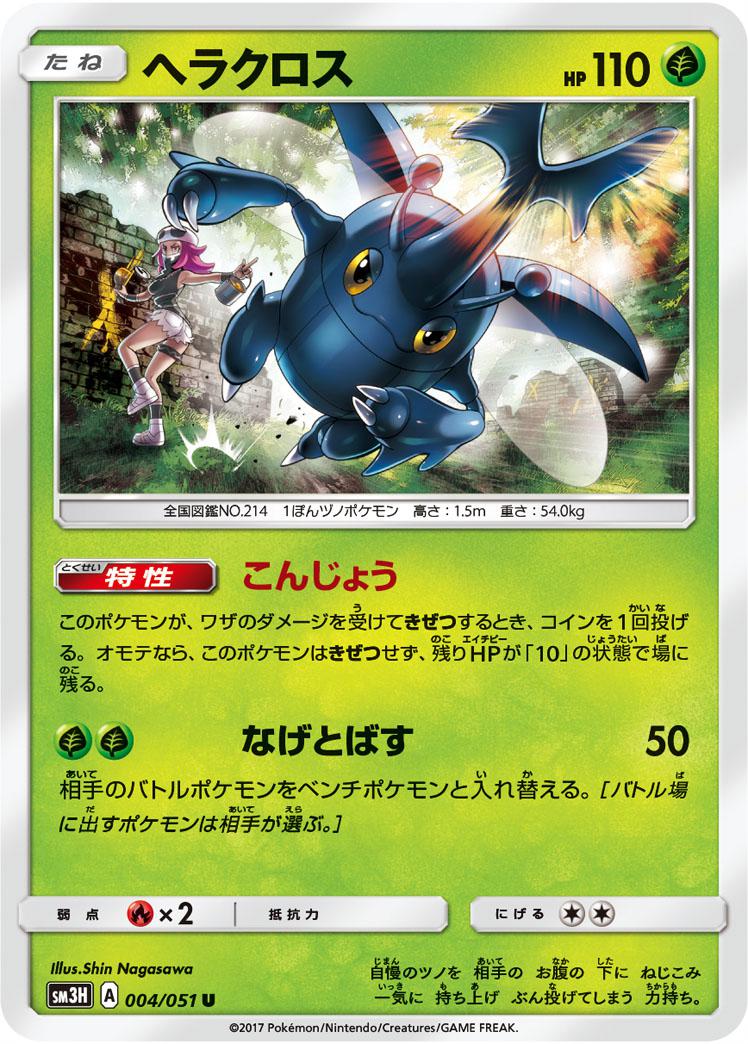 たね ヘラクロス HP 110
全国図鑑NO.214 1ぽんヅノポケモン 高さ：1.5m 重さ：54.0kg
とくせい 特性 こんじょう
このポケモンが、ワザのダメージを受けてきぜつするとき、コインを1回投げ
る。オモテなら、このポケモンはきぜつせず、残りHPが「10」の状態で場に
残る。
なげとばす 50
相手のバトルポケモンをベンチポケモンと入れ替える。[バトル場
に出すポケモンは相手が選ぶ。]
弱点 ×2 抵抗力 にげる
Illus.Shin Nagasawa
SM3H A 004/051 U
自慢のツノを 相手の お腹の 下に ねじこみ
一気に 持ち上げ ぶん投げてしまう 力持ち。
©2017 Pokémon/Nintendo/Creatures/GAME FREAK.